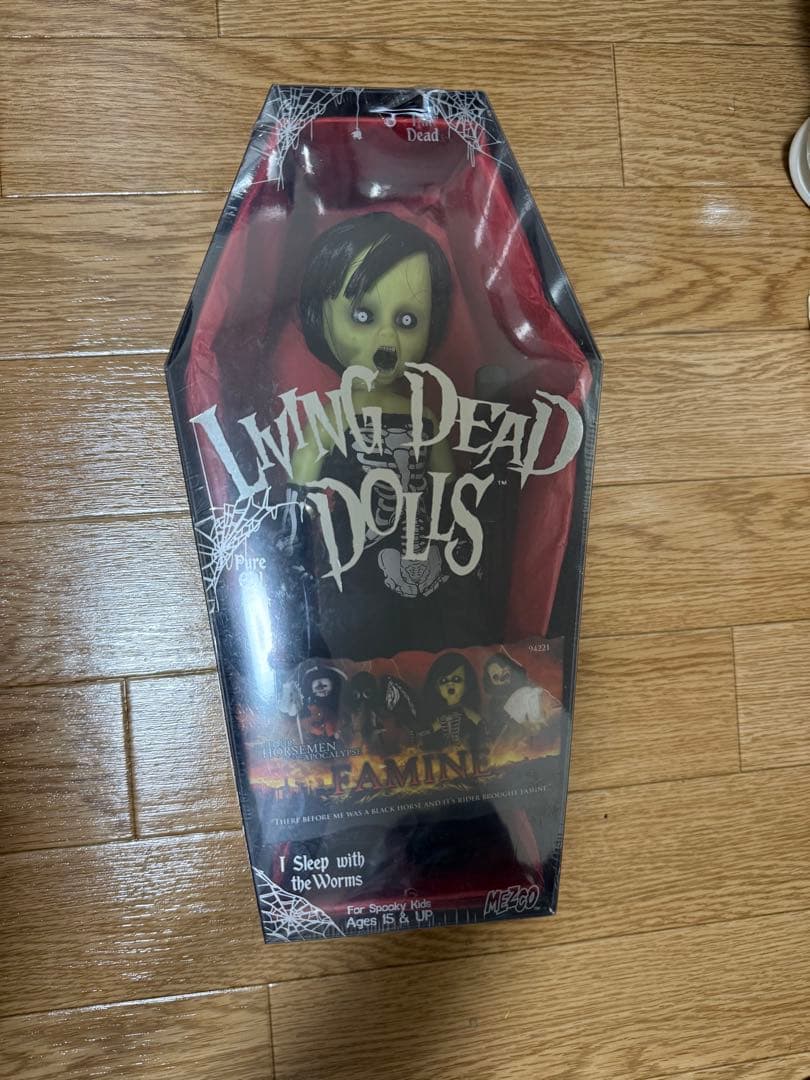 Dead
LIVING DEAD
DOLLS™
Pure
94221
HORSEMEN
APOCALYPSE
FAMINE
"THERE BEFORE ME WAS A BLACK HORSE AND IT'S RIDER BROUGHT FAMINE"
I Sleep with
the Worms
For Spooky Kids
Ages 15 & UP
MEZCO